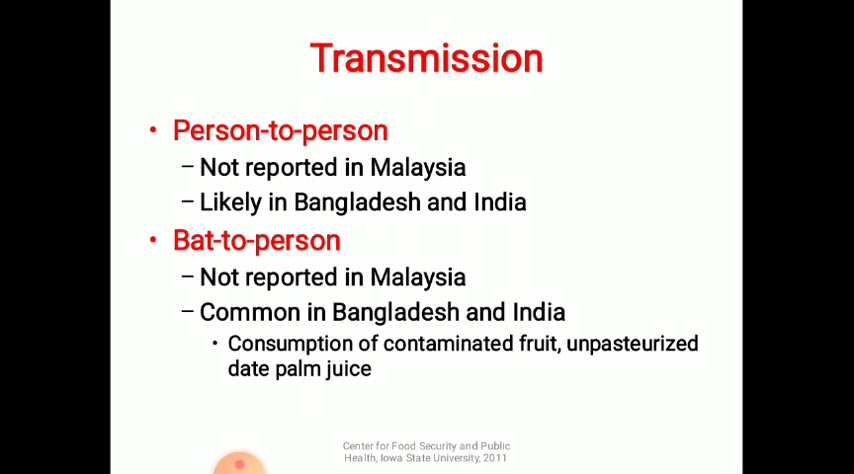 Transmission
• Person-to-person
– Not reported in Malaysia
– Likely in Bangladesh and India
• Bat-to-person
– Not reported in Malaysia
– Common in Bangladesh and India
• Consumption of contaminated fruit, unpasteurized
date palm juice
Center for Food Security and Public
Health, Iowa State University, 2011